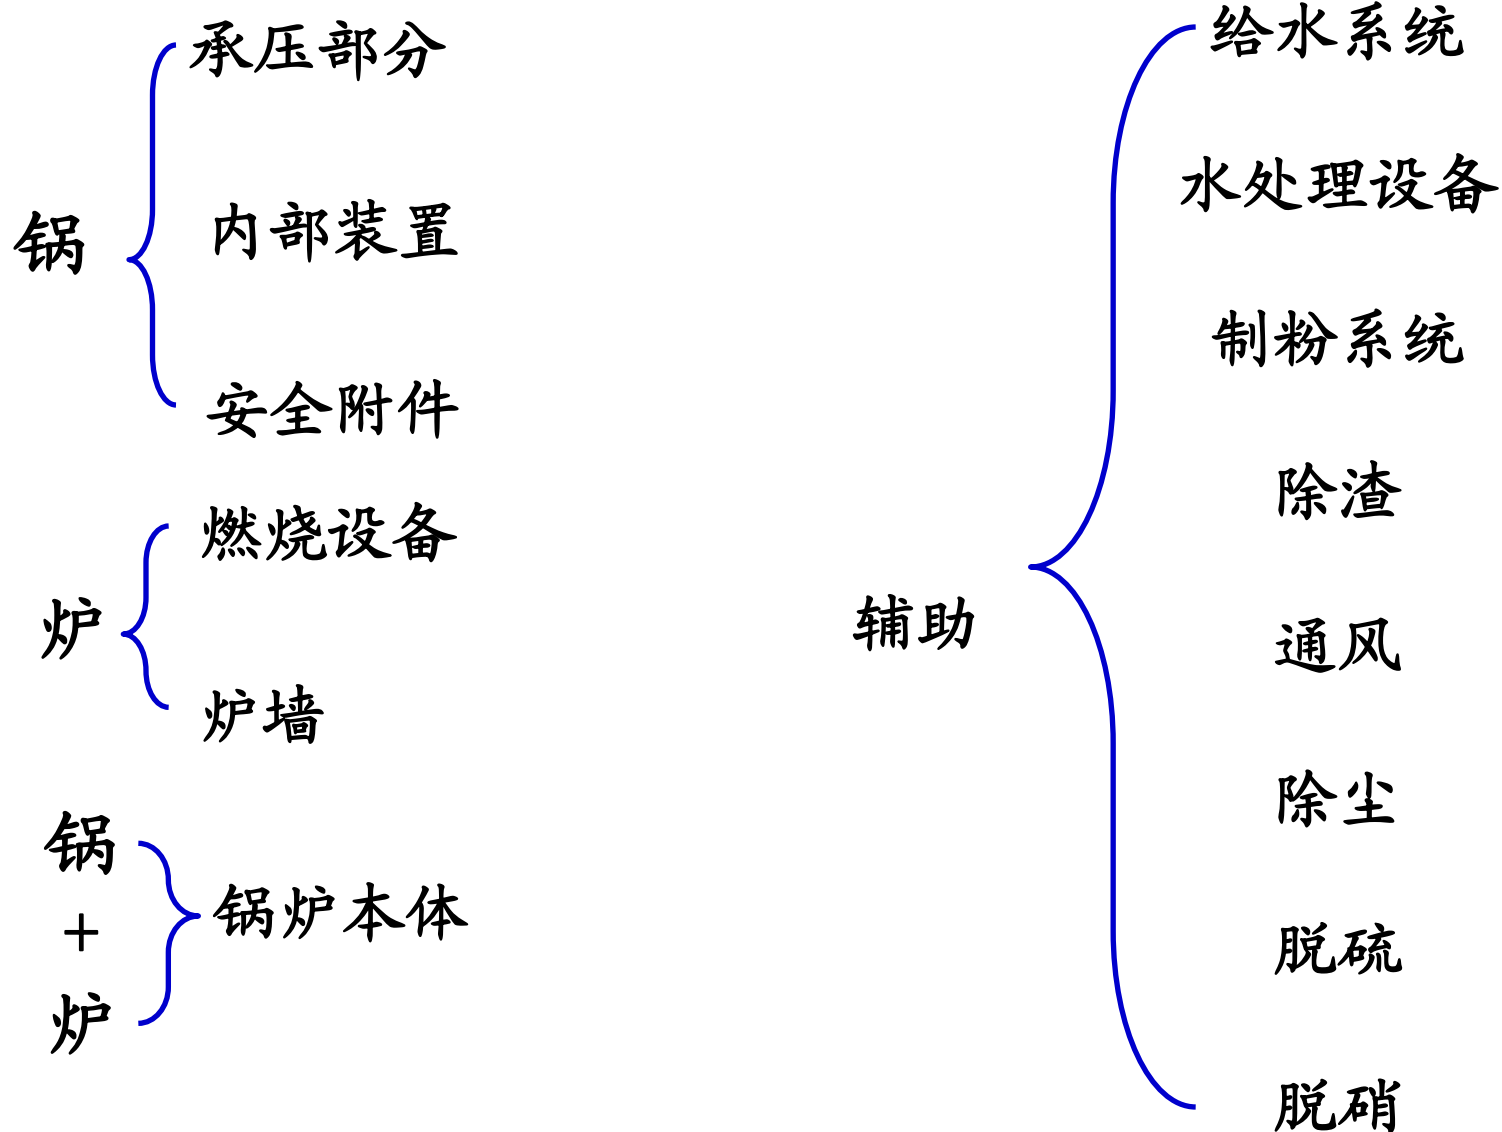 锅
承压部分
内部装置
安全附件
炉
燃烧设备
炉墙
锅
+
炉
锅炉本体
辅助
给水系统
水处理设备
制粉系统
除渣
通风
除尘
脱硫
脱硝